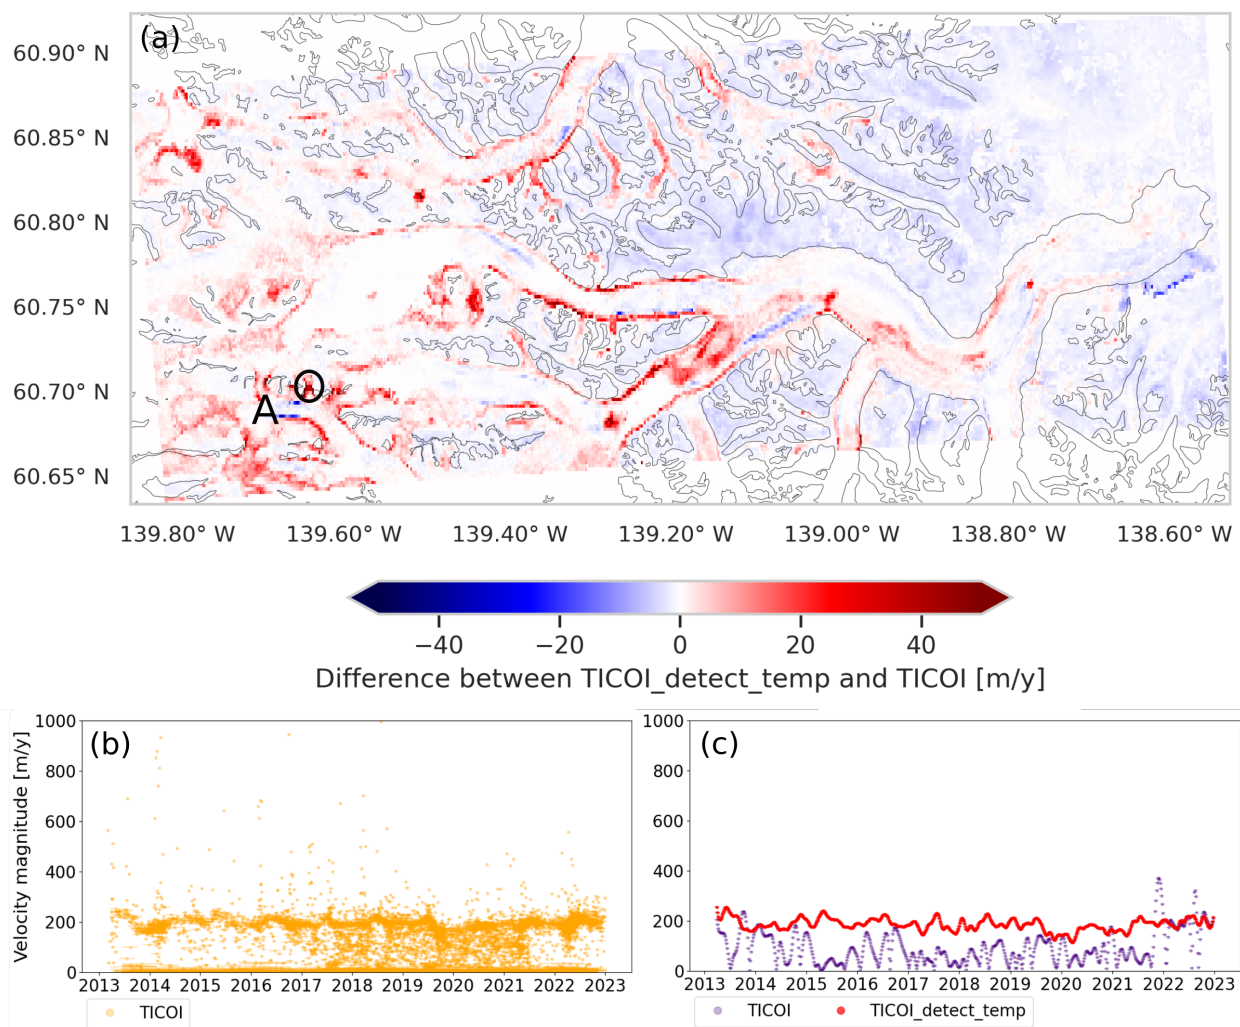 (a)
60.90° N
60.85° N
60.80° N
60.75° N
60.70° N
60.65° N
A
139.80° W 139.60° W 139.40° W 139.20° W 139.00° W 138.80° W 138.60° W
−40 −20 0 20 40
Difference between TICOI_detect_temp and TICOI [m/y]
(b)
Velocity magnitude [m/y]
1000
800
600
400
200
0
2013 2014 2015 2016 2017 2018 2019 2020 2021 2022 2023
TICOI
(c)
1000
800
600
400
200
0
2013 2014 2015 2016 2017 2018 2019 2020 2021 2022 2023
TICOI TICOI_detect_temp